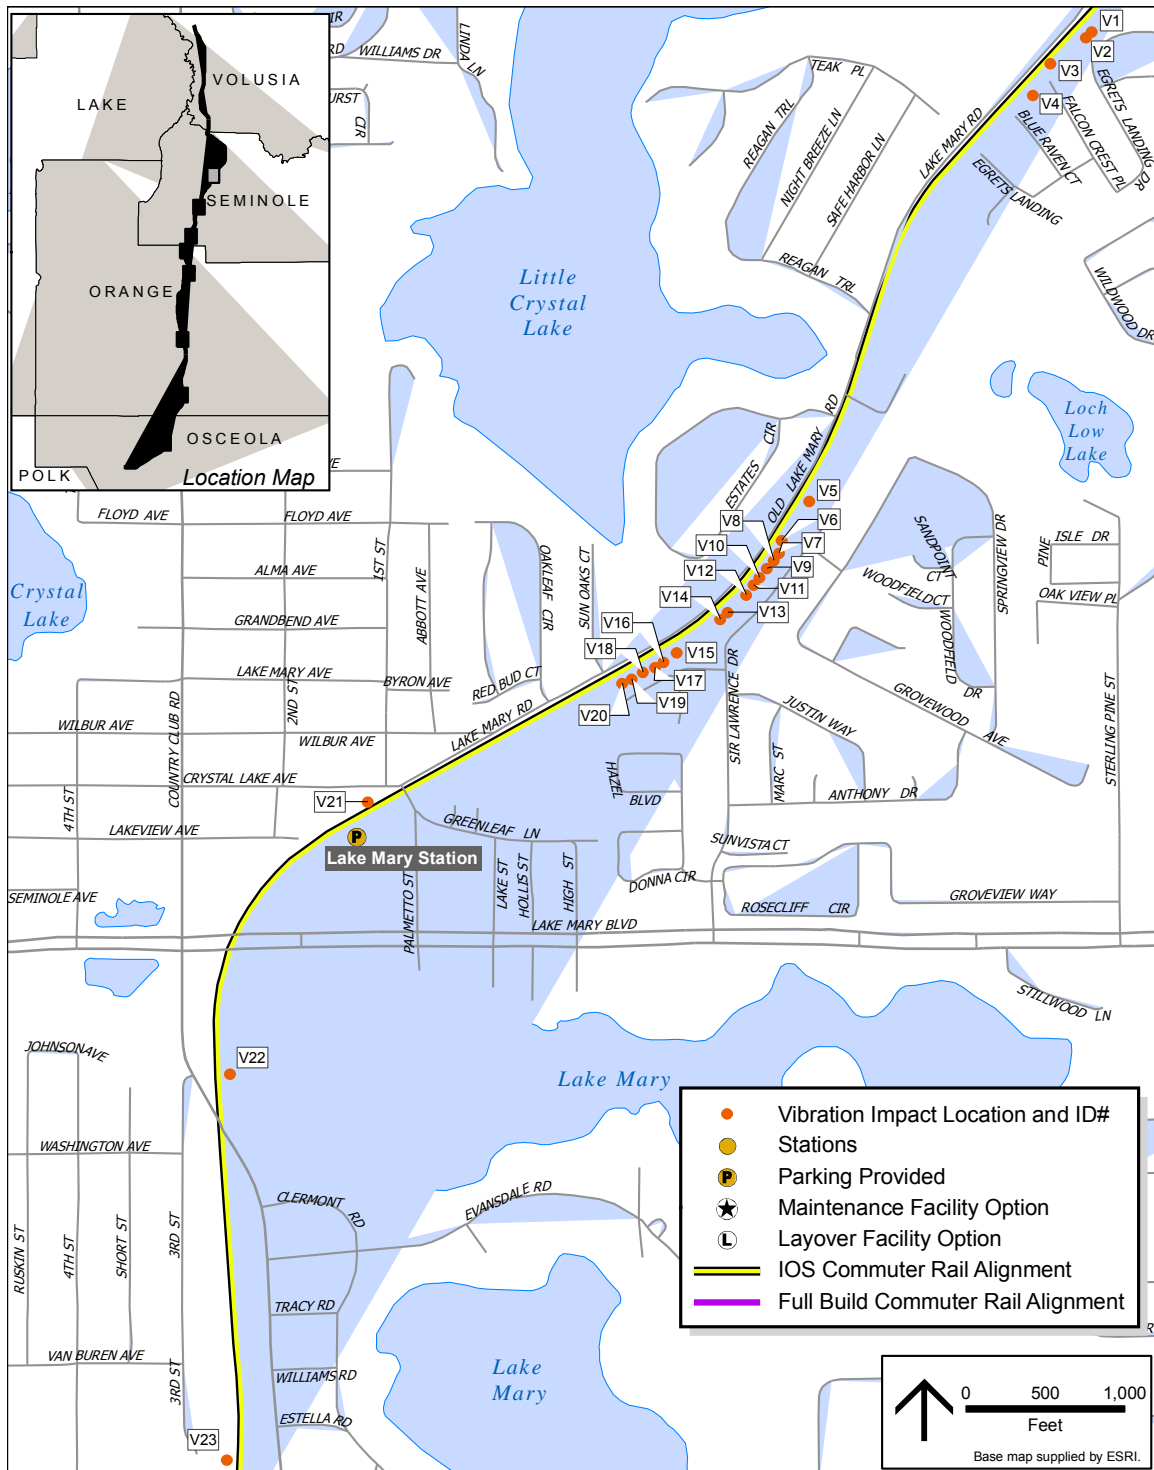 VOLUSIA
LAKE
SEMINOLE
ORANGE
OSCEOLA
POLK
Location Map
CIR
RD
WILLIAMS DR
LINDA LN
URST
CIR
TEAK PL
REAGAN TRL
NIGHT BREEZE LN
SAFE HARBOR LN
REAGAN TRL
LAKE MARY RD
V1
V2
V3
V4
EGRETS LANDING DR
FALCON CREST PL
BLUE RAVEN CT
EGRETS LANDING
WILDWOOD DR
Little
Crystal
Lake
Loch
Low
Lake
ESTATES CIR
OLD LAKE MARY RD
V5
V6
V7
V8
V9
V10
V11
V12
V13
V14
V15
V16
V17
V18
V19
V20
VE
FLOYD AVE
FLOYD AVE
ALMA AVE
GRANDBEND AVE
LAKE MARY AVE
BYRON AVE
WILBUR AVE
WILBUR AVE
CRYSTAL LAKE AVE
LAKEVIEW AVE
SEMINOLE AVE
1ST ST
ABBOTT AVE
2ND ST
COUNTRY CLUB RD
4TH ST
Crystal
Lake
OAKLEAF CIR
SUN OAKS CT
RED BUD CT
LAKE MARY RD
SANDPOINT CT
WOODFIELD CT
WOODFIELD DR
SPRINGVIEW DR
PINE ISLE DR
OAK VIEW PL
STERLING PINE ST
GROVEWOOD AVE
SIR LAWRENCE DR
JUSTIN WAY
MARC ST
ANTHONY DR
HAZEL BLVD
SUNVISTA CT
DONNA CIR
ROSECLIFF CIR
GROVEVIEW WAY
V21
P
Lake Mary Station
GREENLEAF LN
PALMETTO ST
LAKE ST
HOLLIS ST
HIGH ST
LAKE MARY BLVD
STILLWOOD LN
V22
JOHNSON AVE
WASHINGTON AVE
VAN BUREN AVE
RUSKIN ST
4TH ST
SHORT ST
3RD ST
3RD ST
CLERMONT RD
EVANSDALE RD
TRACY RD
WILLIAMS RD
ESTELLA RD
V23
Lake Mary
Lake
Mary
Vibration Impact Location and ID#
Stations
P
Parking Provided
Maintenance Facility Option
L
Layover Facility Option
IOS Commuter Rail Alignment
Full Build Commuter Rail Alignment
R
0 500 1,000
Feet
Base map supplied by ESRI.